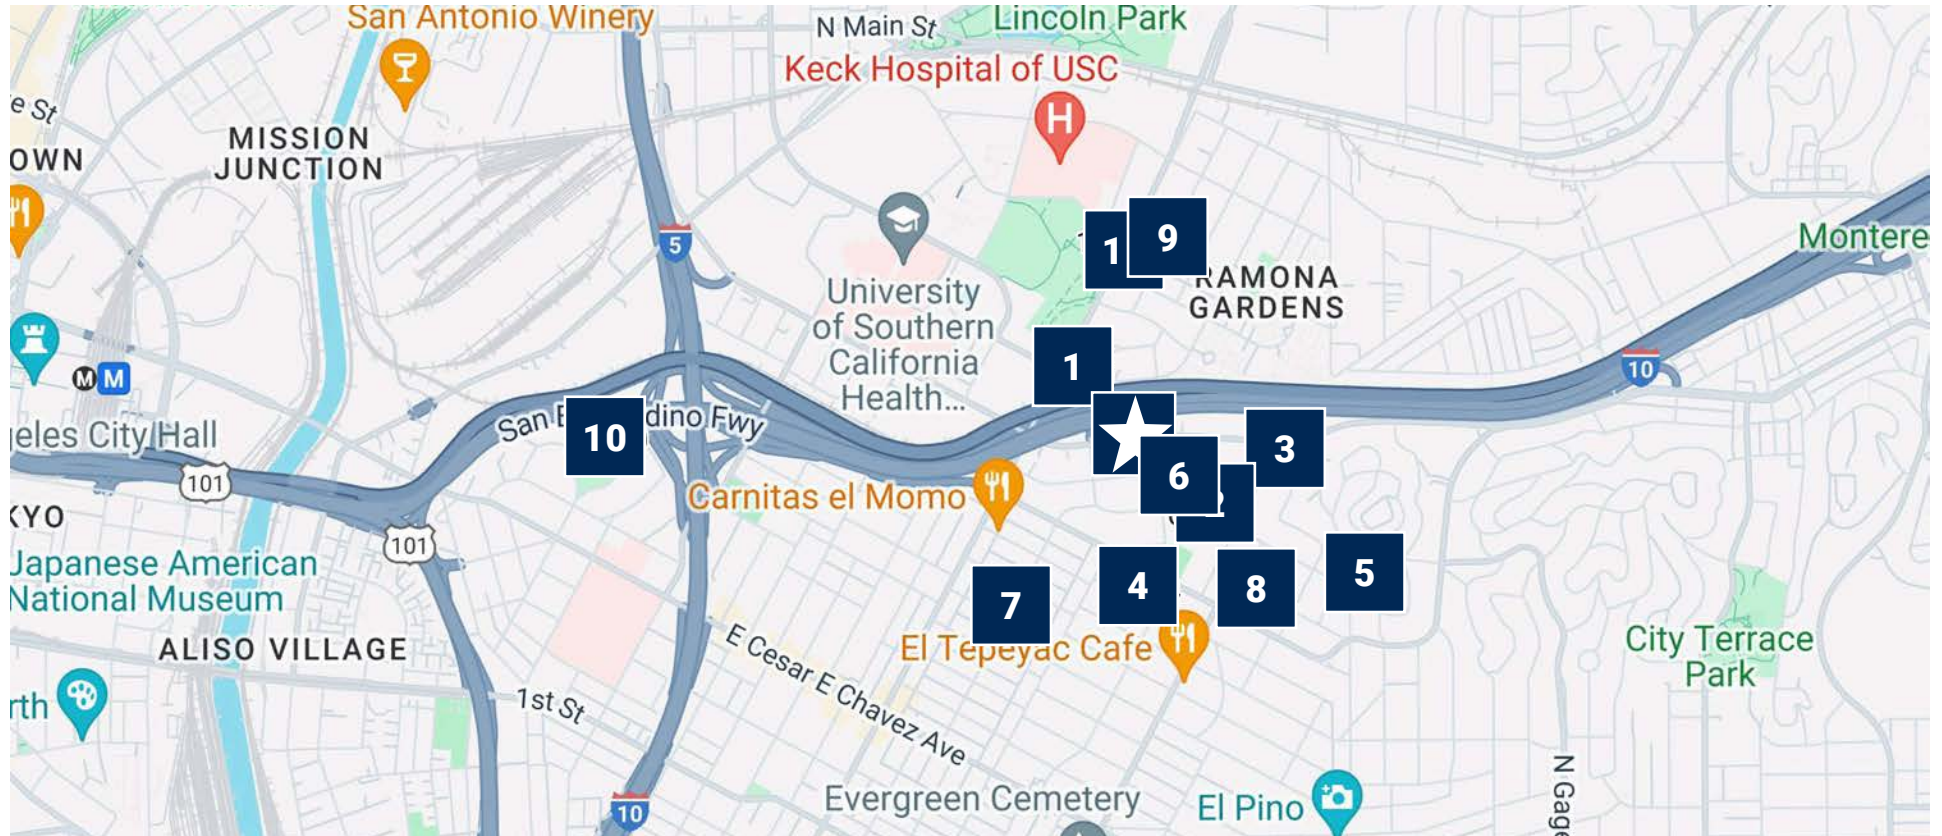 San Antonio Winery
N Main St
Lincoln Park
Keck Hospital of USC
H
e St
MISSION
JUNCTION
OWN
5
1
9
RAMONA
GARDENS
Montere
University
of Southern
California
Health...
1
10
M M
San B
dino Fwy
10
3
eles City Hall
101
6
2
Carnitas el Momo
KYO
101
Japanese American
National Museum
7
4
8
5
ALISO VILLAGE
El Tepeyac Cafe
E Cesar E Chavez Ave
City Terrace
Park
rth
1st St
N Gage
Evergreen Cemetery
El Pino
10